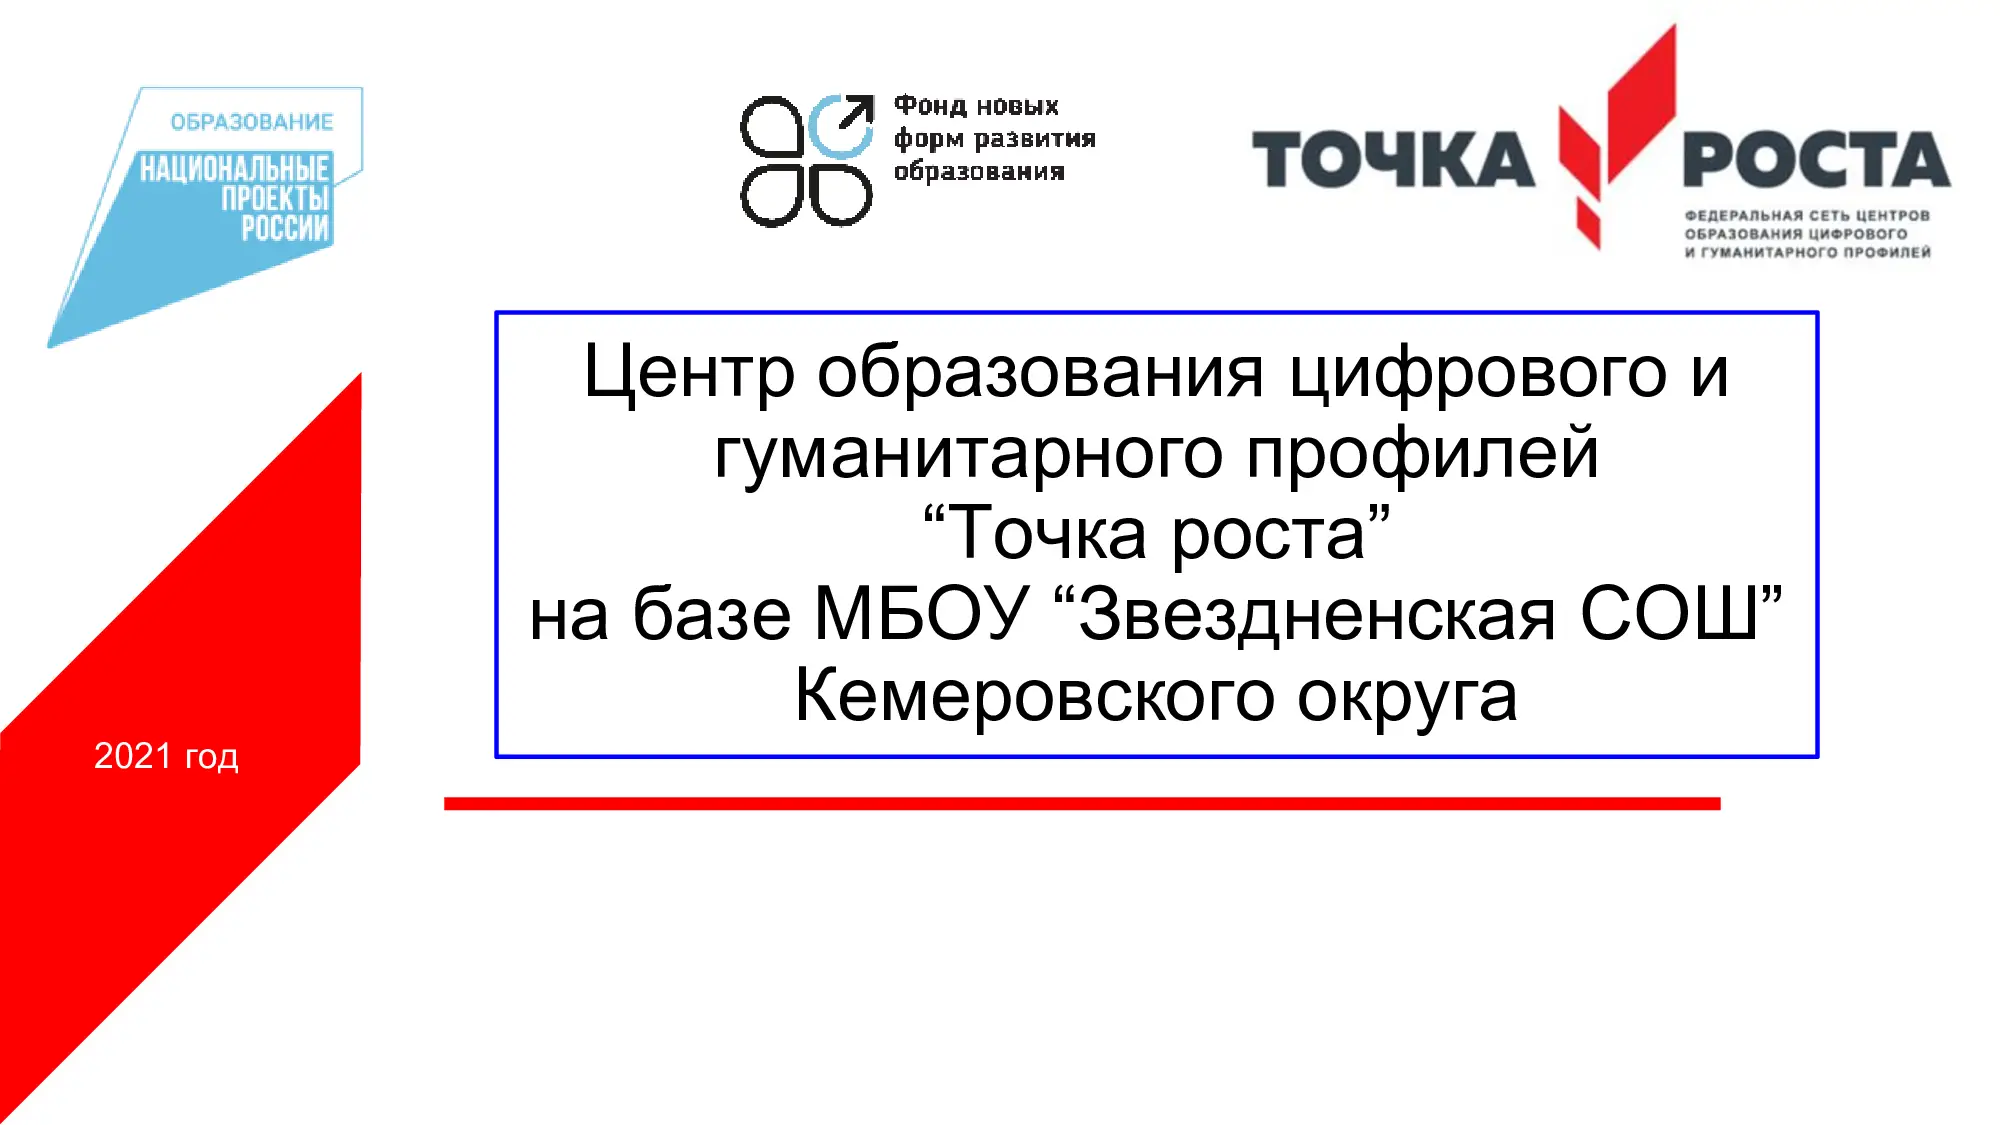 ОБРАЗОВАНИЕ
НАЦИОНАЛЬНЫЕ
ПРОЕКТЫ
РОССИИ
Фонд новых
форм развития
образования
ТОЧКА РОСТА
ФЕДЕРАЛЬНАЯ СЕТЬ ЦЕНТРОВ
ОБРАЗОВАНИЯ ЦИФРОВОГО
И ГУМАНИТАРНОГО ПРОФИЛЕЙ
Центр образования цифрового и
гуманитарного профилей
“Точка роста”
на базе МБОУ “Звездненская СОШ”
Кемеровского округа
2021 год